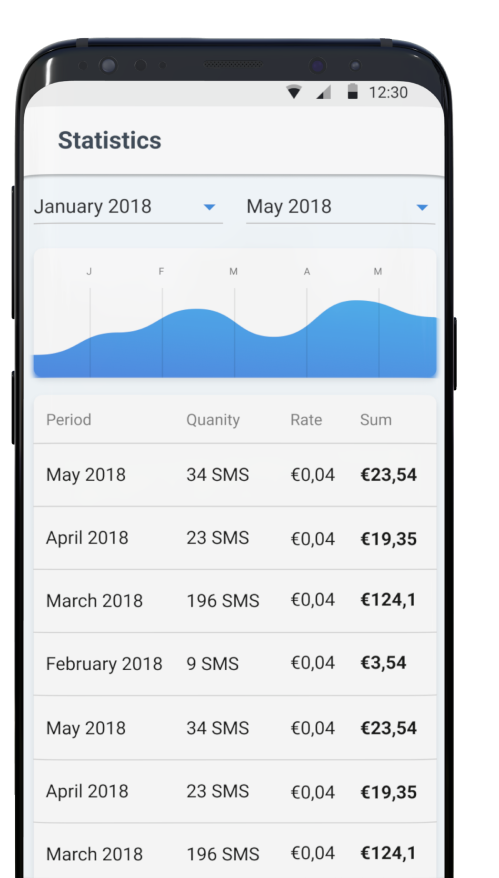 12:30
Statistics
January 2018 May 2018
J F M A M
Period Quanity Rate Sum
May 2018 34 SMS €0,04 €23,54
April 2018 23 SMS €0,04 €19,35
March 2018 196 SMS €0,04 €124,1
February 2018 9 SMS €0,04 €3,54
May 2018 34 SMS €0,04 €23,54
April 2018 23 SMS €0,04 €19,35
March 2018 196 SMS €0,04 €124,1